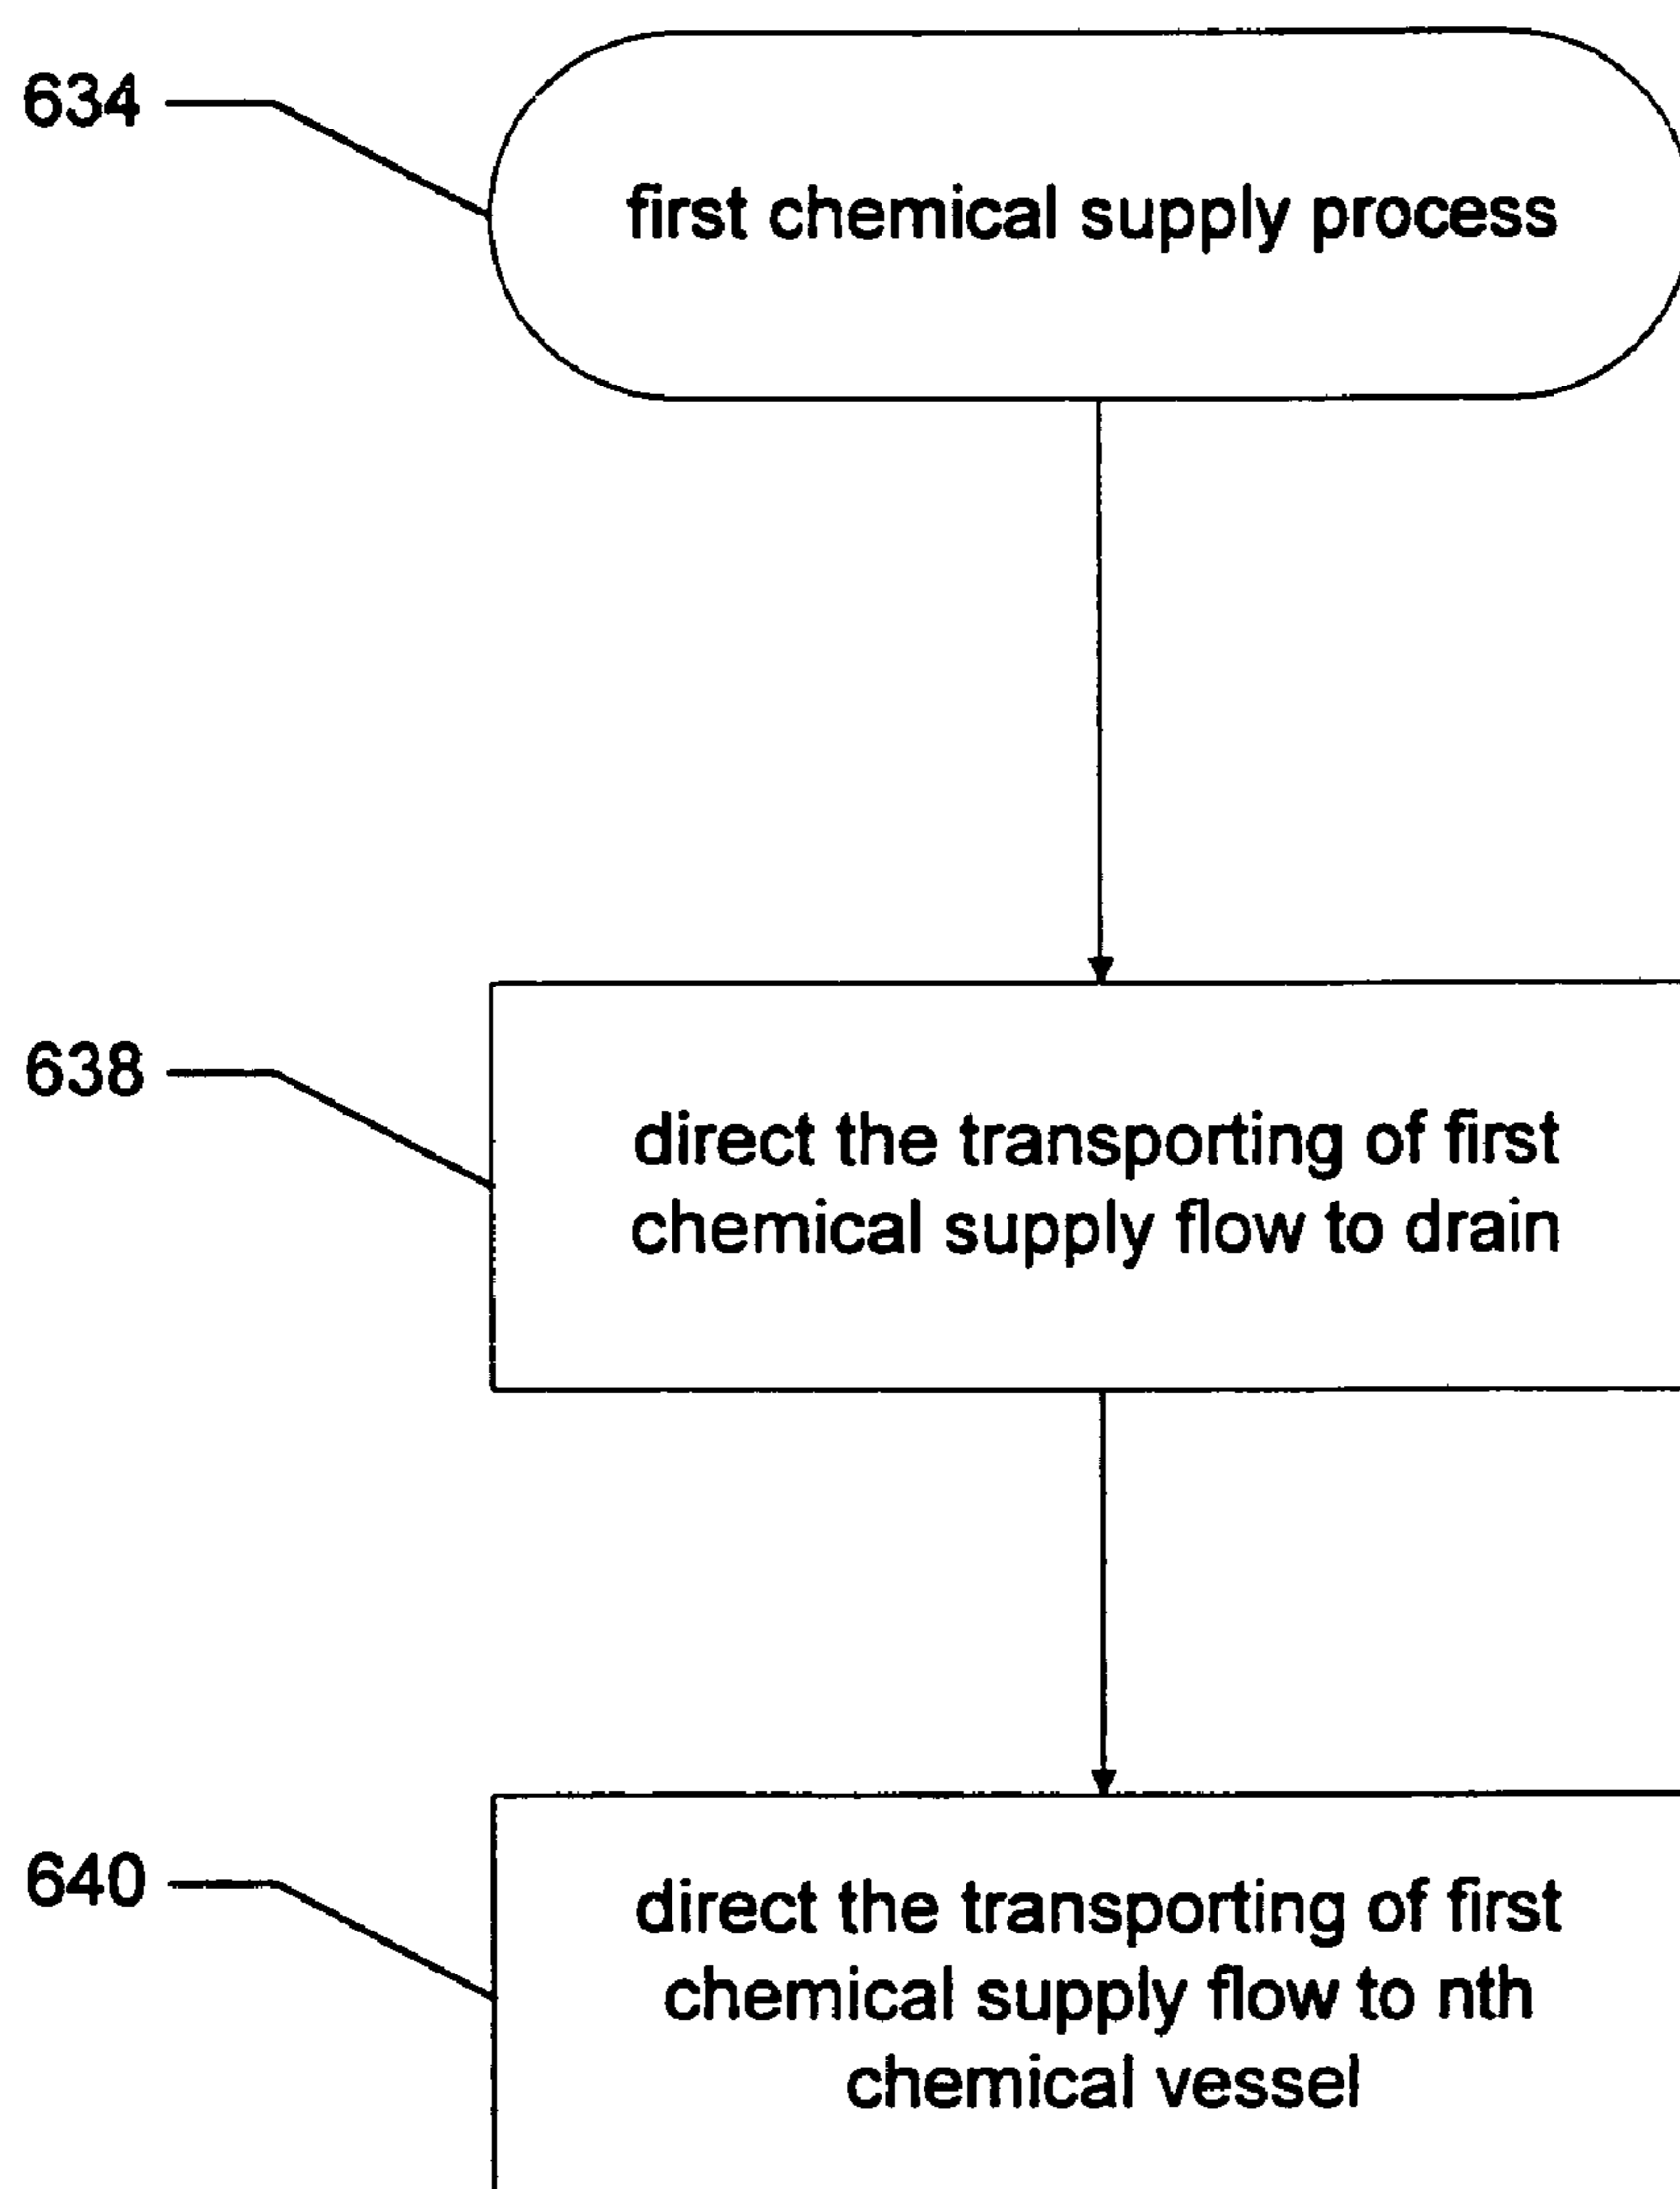 634
first chemical supply process
638
direct the transporting of first
chemical supply flow to drain
640
direct the transporting of first
chemical supply flow to nth
chemical vessel